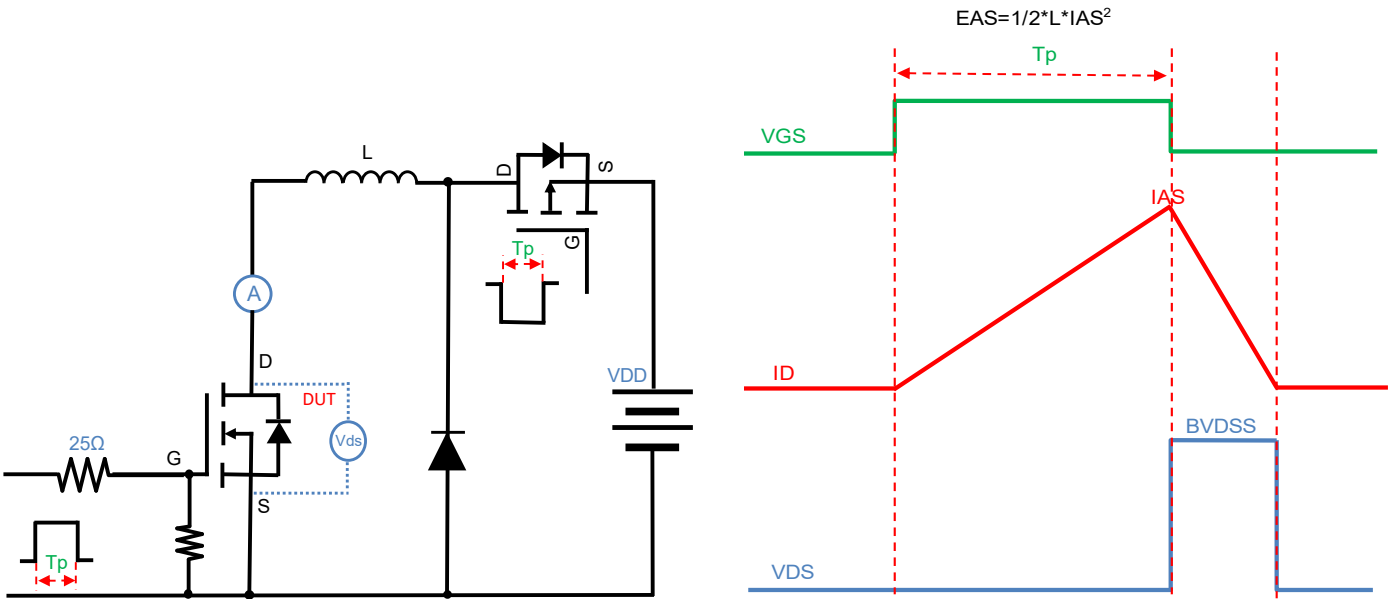 EAS=1/2*L*IAS²
Tp
VGS
IAS
ID
BVDSS
VDS
L
D
S
G
Tp
A
D
DUT
Vds
VDD
25Ω
G
S
Tp